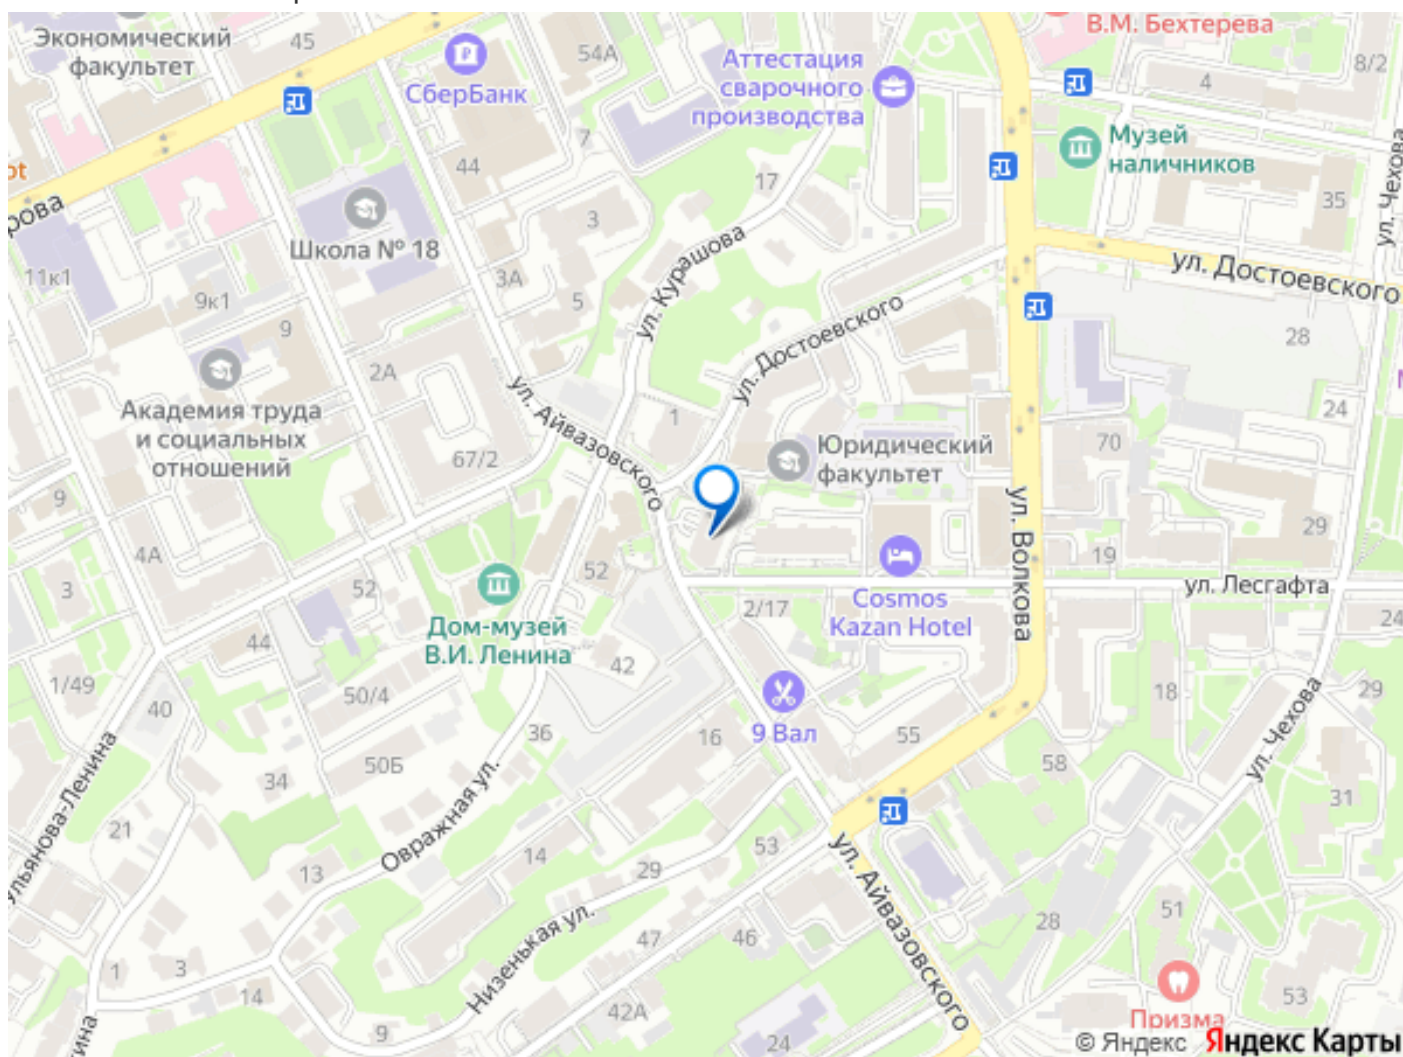 Экономический
факультет
45
СберБанк
54А
Аттестация
сварочного
производства
В.М. Бехтерева
8/2
4
Музей
наличников
ул. Чехова
7
44
17
35
рова
Школа № 18
3
ул. Курашова
3А
11к1
9к1
5
9
ул. Достоевского
ул. Достоевского
28
2А
24
Академия труда
и социальных
отношений
ул. Айвазовского
1
67/2
Юридический
факультет
70
9
ул. Волкова
29
4А
3
52
52
Дом-музей
В.И. Ленина
Cosmos
Kazan Hotel
2/17
19
ул. Лесгафта
24
44
42
1/49
40
50/4
36
16
9 Вал
55
18
29
ул. Чехова
58
50Б
34
ульянова-Ленина
21
Овражная ул.
31
13
14
29
53
ул. Айвазовского
Низенькая ул.
47
46
28
51
1
3
14
9
42А
24
Призма
53
© Яндекс Яндекс Карты